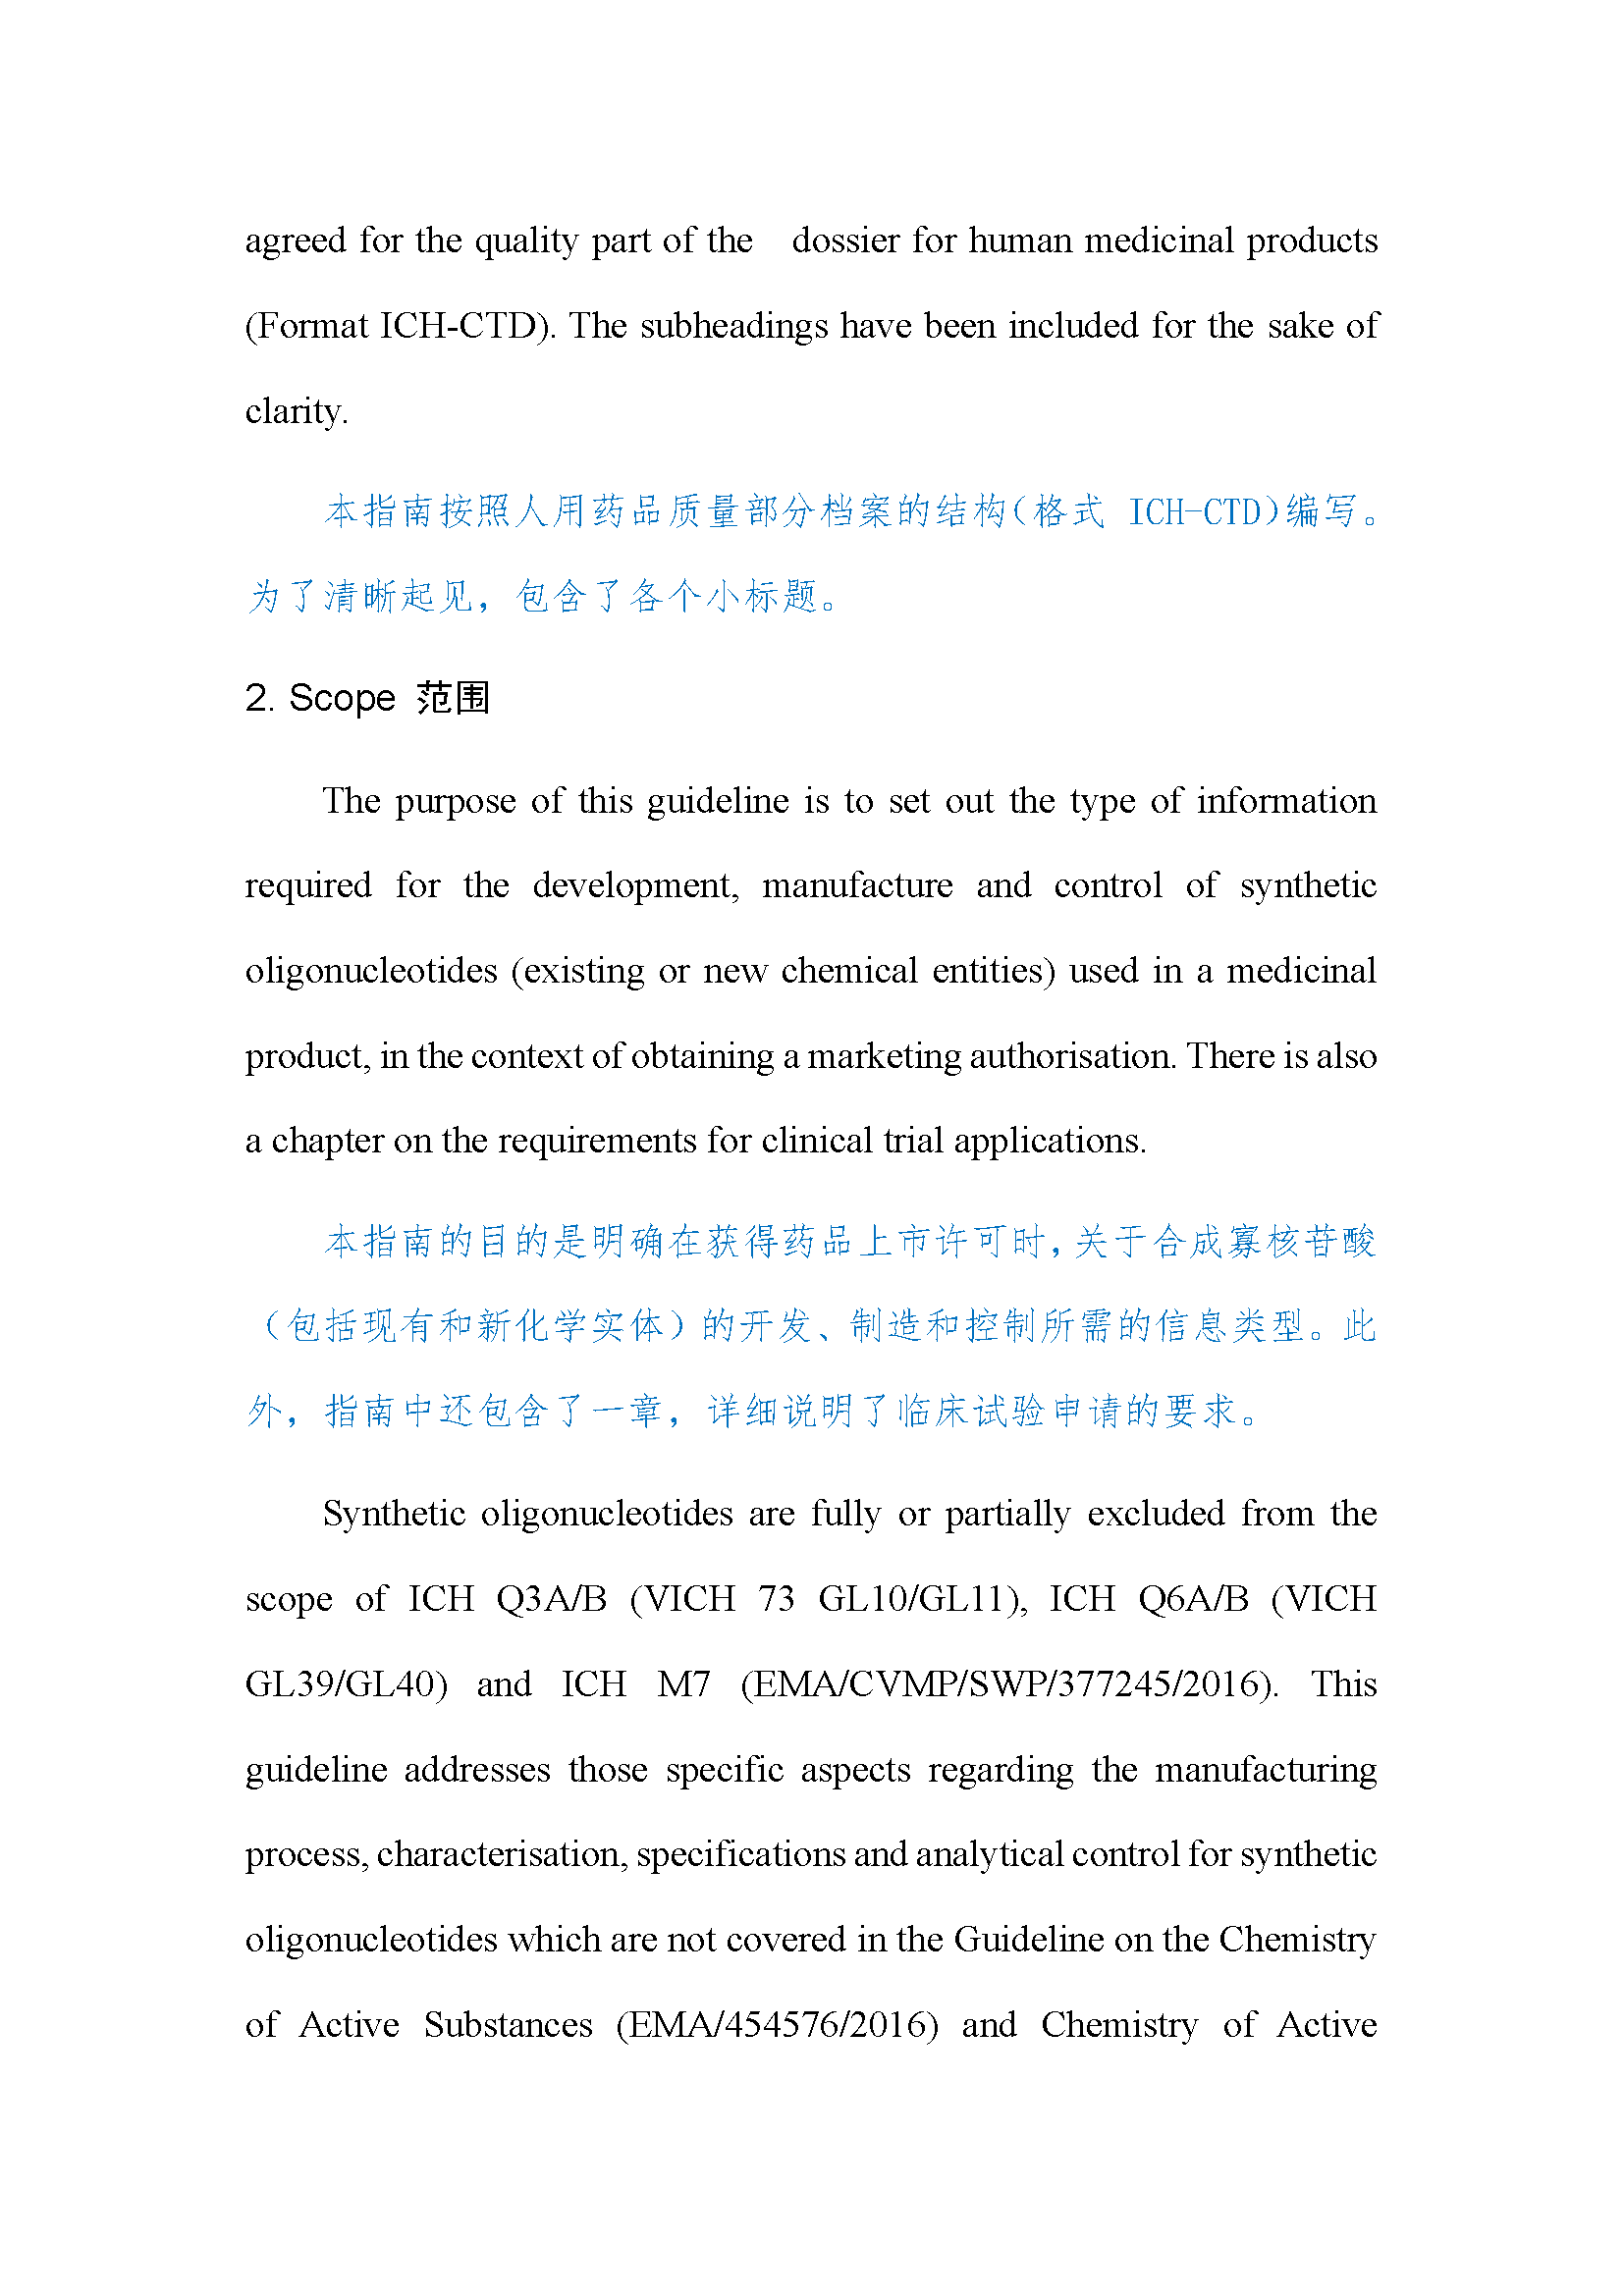 agreed for the quality part of the dossier for human medicinal products
(Format ICH-CTD). The subheadings have been included for the sake of
clarity.
本指南按照人用药品质量部分档案的结构（格式 ICH-CTD）编写。
为了清晰起见，包含了各个小标题。
2. Scope 范围
The purpose of this guideline is to set out the type of information
required for the development, manufacture and control of synthetic
oligonucleotides (existing or new chemical entities) used in a medicinal
product, in the context of obtaining a marketing authorisation. There is also
a chapter on the requirements for clinical trial applications.
本指南的目的是明确在获得药品上市许可时，关于合成寡核苷酸
（包括现有和新化学实体）的开发、制造和控制所需的信息类型。此
外，指南中还包含了一章，详细说明了临床试验申请的要求。
Synthetic oligonucleotides are fully or partially excluded from the
scope of ICH Q3A/B (VICH 73 GL10/GL11), ICH Q6A/B (VICH
GL39/GL40) and ICH M7 (EMA/CVMP/SWP/377245/2016). This
guideline addresses those specific aspects regarding the manufacturing
process, characterisation, specifications and analytical control for synthetic
oligonucleotides which are not covered in the Guideline on the Chemistry
of Active Substances (EMA/454576/2016) and Chemistry of Active